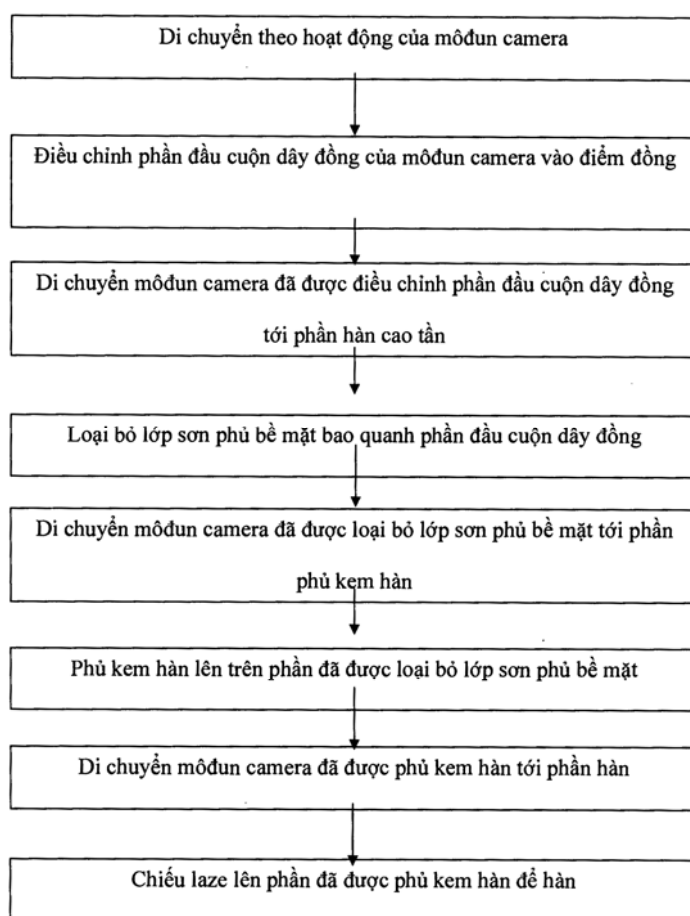 Di chuyển theo hoạt động của môđun camera
Điều chỉnh phần đầu cuộn dây đồng của môđun camera vào điểm đồng
Di chuyển môđun camera đã được điều chỉnh phần đầu cuộn dây đồng
tới phần hàn cao tần
Loại bỏ lớp sơn phủ bề mặt bao quanh phần đầu cuộn dây đồng
Di chuyển môđun camera đã được loại bỏ lớp sơn phủ bề mặt tới phần
phủ kem hàn
Phủ kem hàn lên trên phần đã được loại bỏ lớp sơn phủ bề mặt
Di chuyển môđun camera đã được phủ kem hàn tới phần hàn
Chiếu laze lên phần đã được phủ kem hàn để hàn